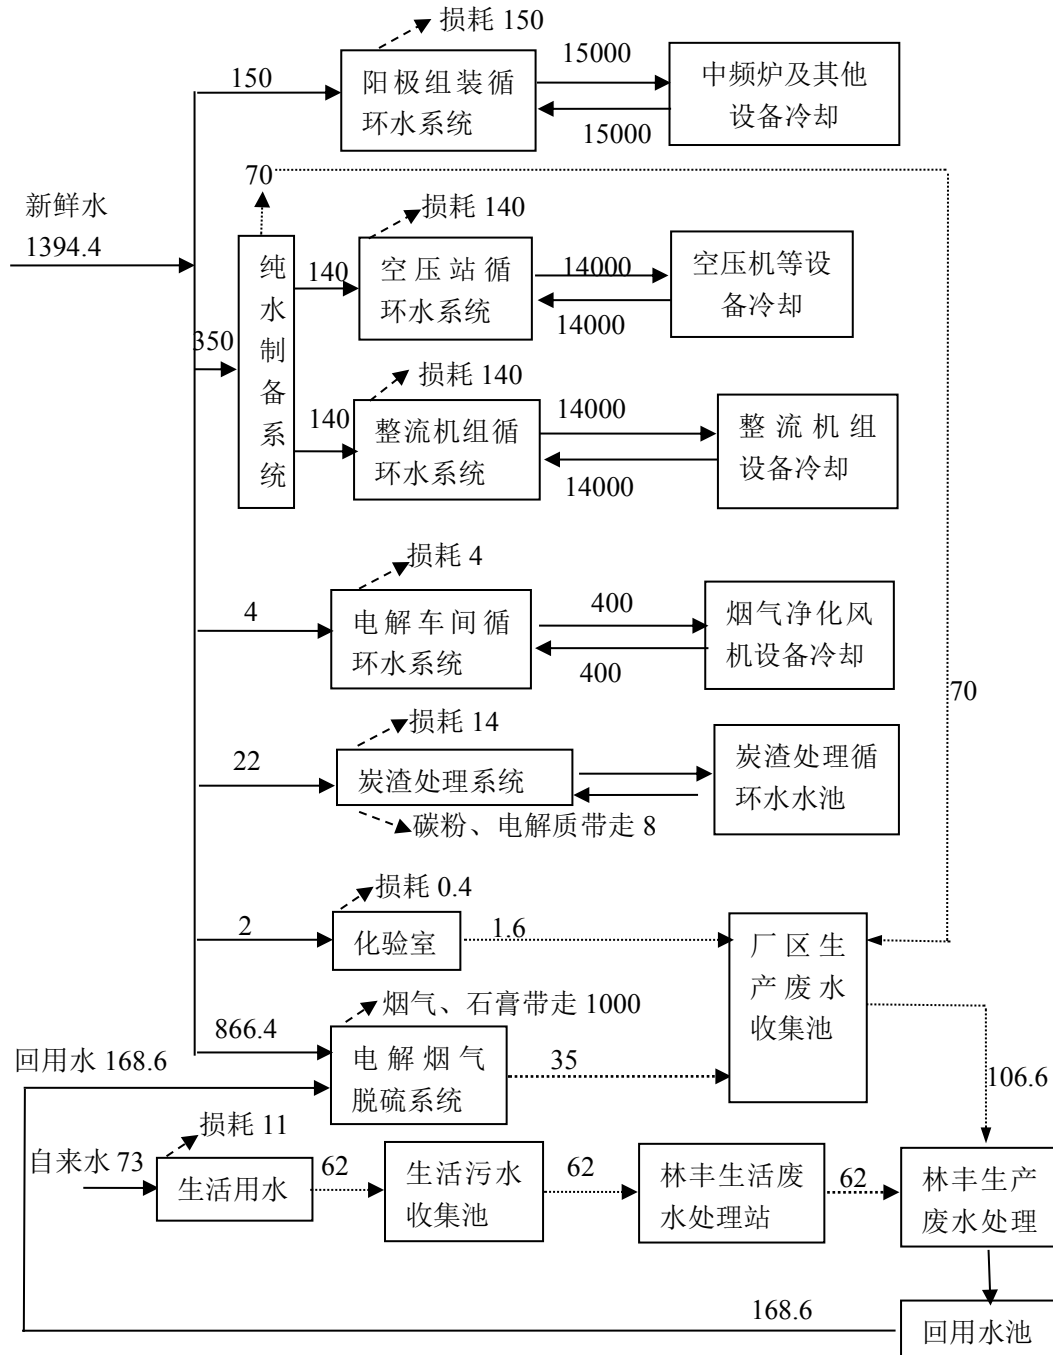 损耗 150
15000
150
阳极组装循
环水系统
中频炉及其他
设备冷却
15000
70
新鲜水
1394.4
损耗 140
纯
水
制
备
系
统
140
空压站循
环水系统
14000
空压机等设
备冷却
14000
350
损耗 140
140
整流机组循
环水系统
14000
整流机组
设备冷却
14000
损耗 4
4
电解车间循
环水系统
400
烟气净化风
机设备冷却
400
70
损耗 14
22
炭渣处理系统
炭渣处理循
环水水池
碳粉、电解质带走 8
损耗 0.4
2
化验室
1.6
厂区生
产废水
收集池
烟气、石膏带走 1000
866.4
电解烟气
脱硫系统
35
回用水 168.6
106.6
损耗 11
自来水 73
生活用水
62
生活污水
收集池
62
林丰生活废
水处理站
62
林丰生产
废水处理
168.6
回用水池